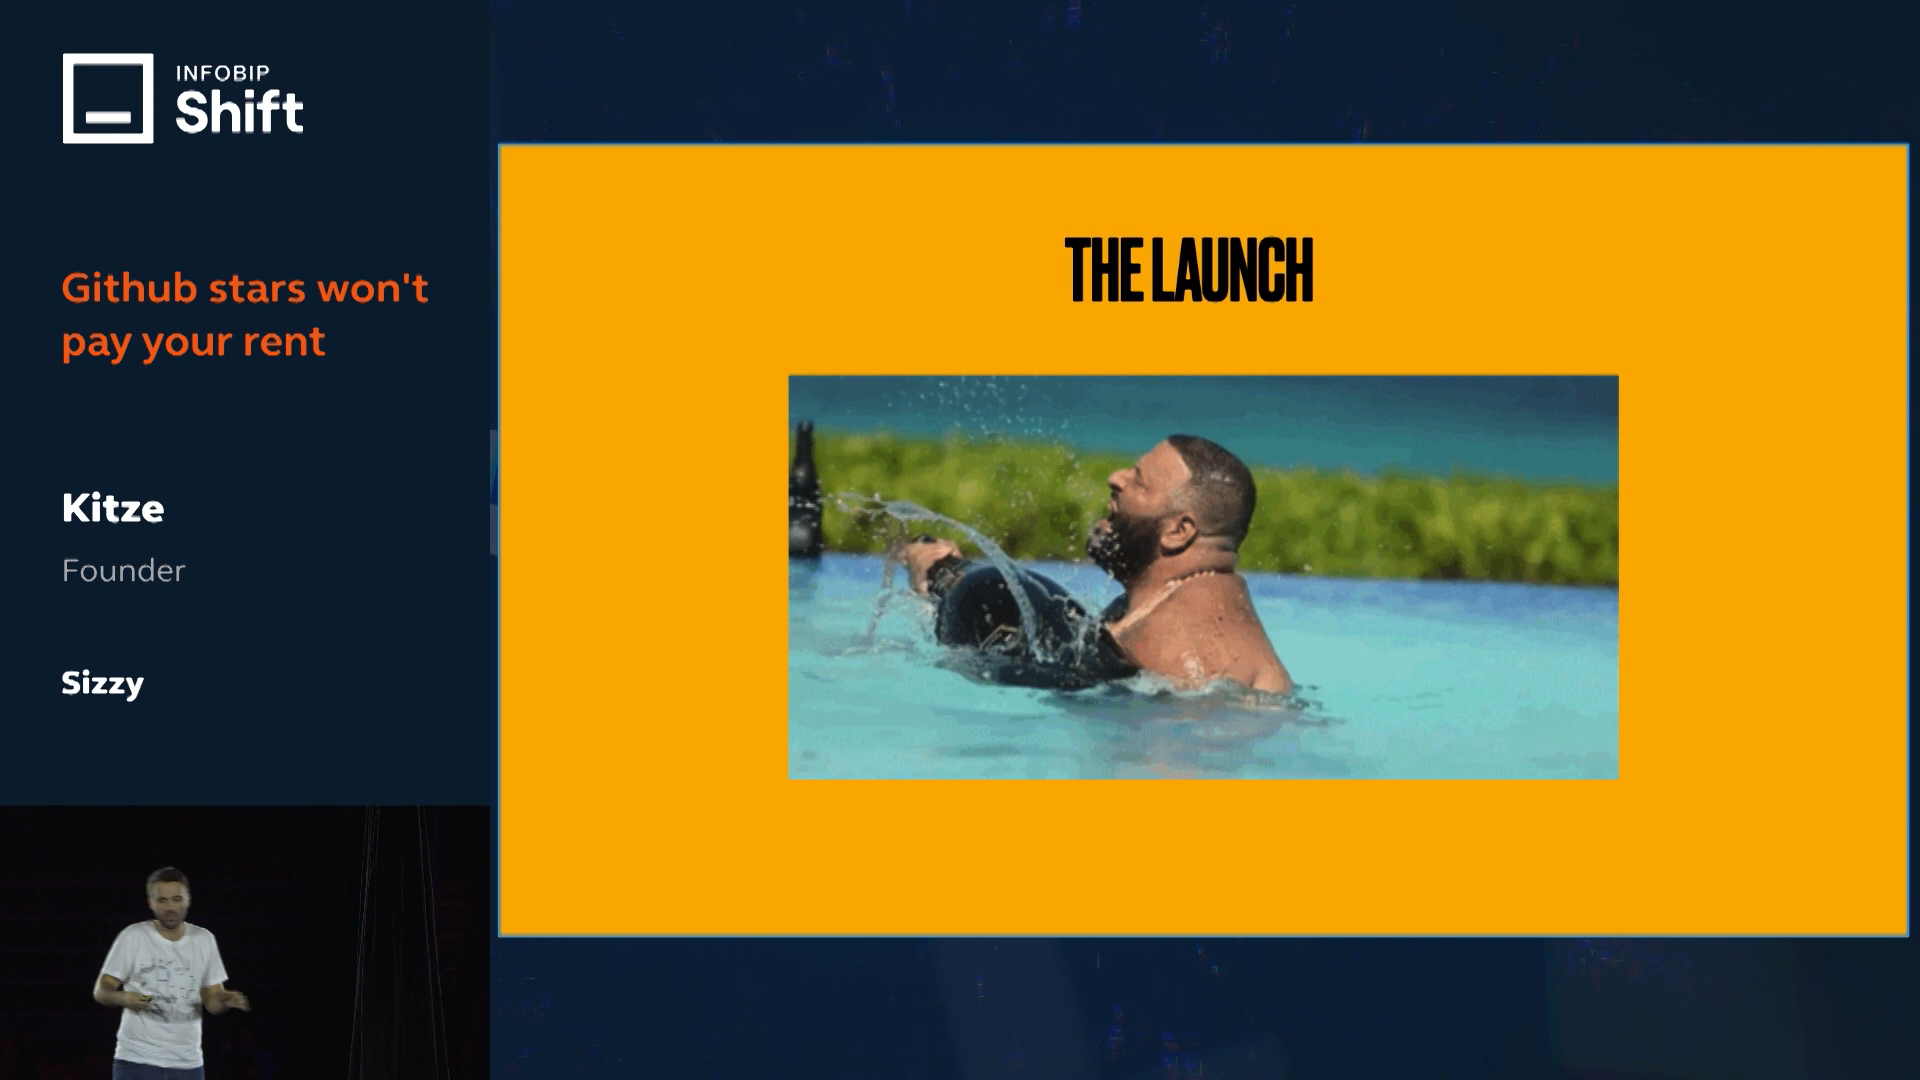 INFOBIP
Shift
Github stars won't
pay your rent
Kitze
Founder
Sizzy
THE LAUNCH